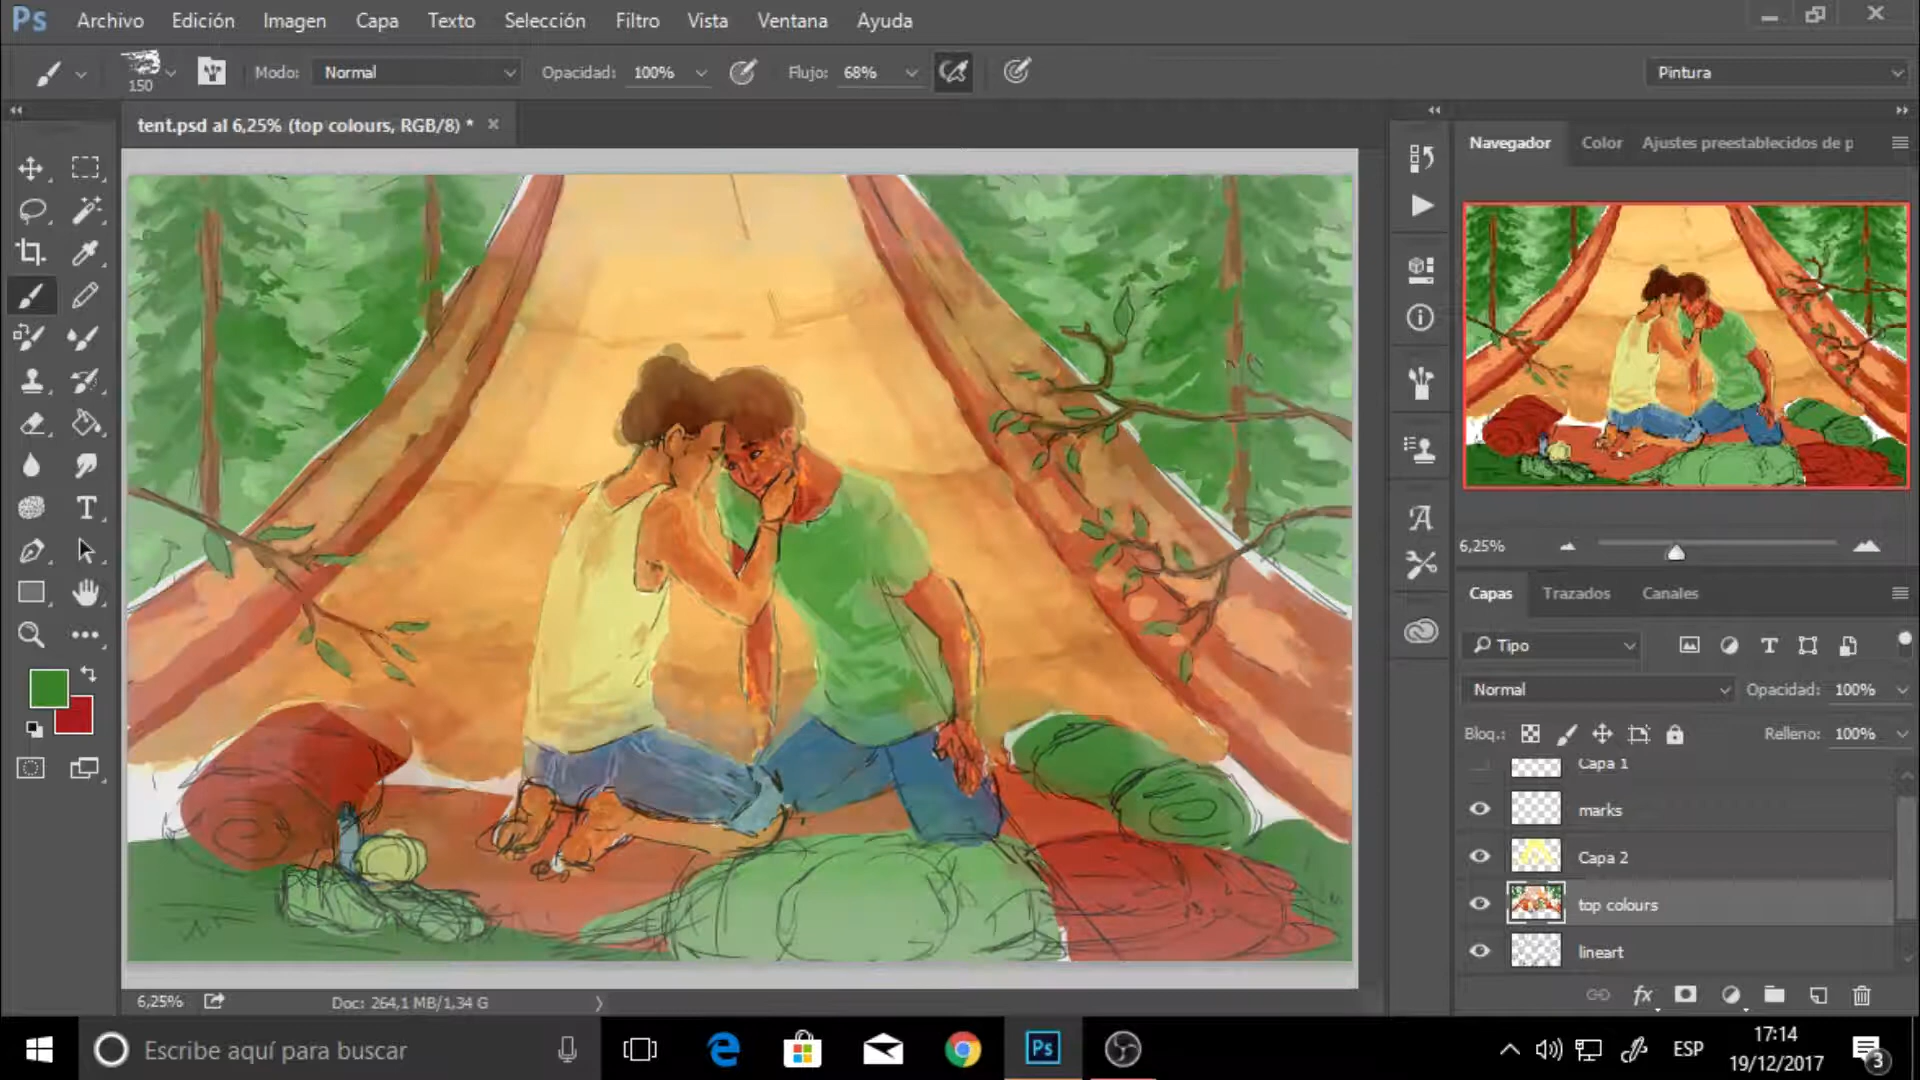 Ps Archivo Edición Imagen Capa Texto Selección Filtro Vista Ventana Ayuda
150 Modo: Normal Opacidad: 100% Flujo: 68% Pintura
tent.psd al 6,25% (top colours, RGB/8) *
Navegador Color Ajustes preestablecidos de p
6,25%
Capas Trazados Canales
Tipo
Normal Opacidad: 100%
Bloq.: Relleno: 100%
Capa 1
marks
Capa 2
top colours
lineart
fx
6,25% Doc: 264,1 MB/1,34 G
Escribe aquí para buscar
Ps
ESP
17:14
19/12/2017
3